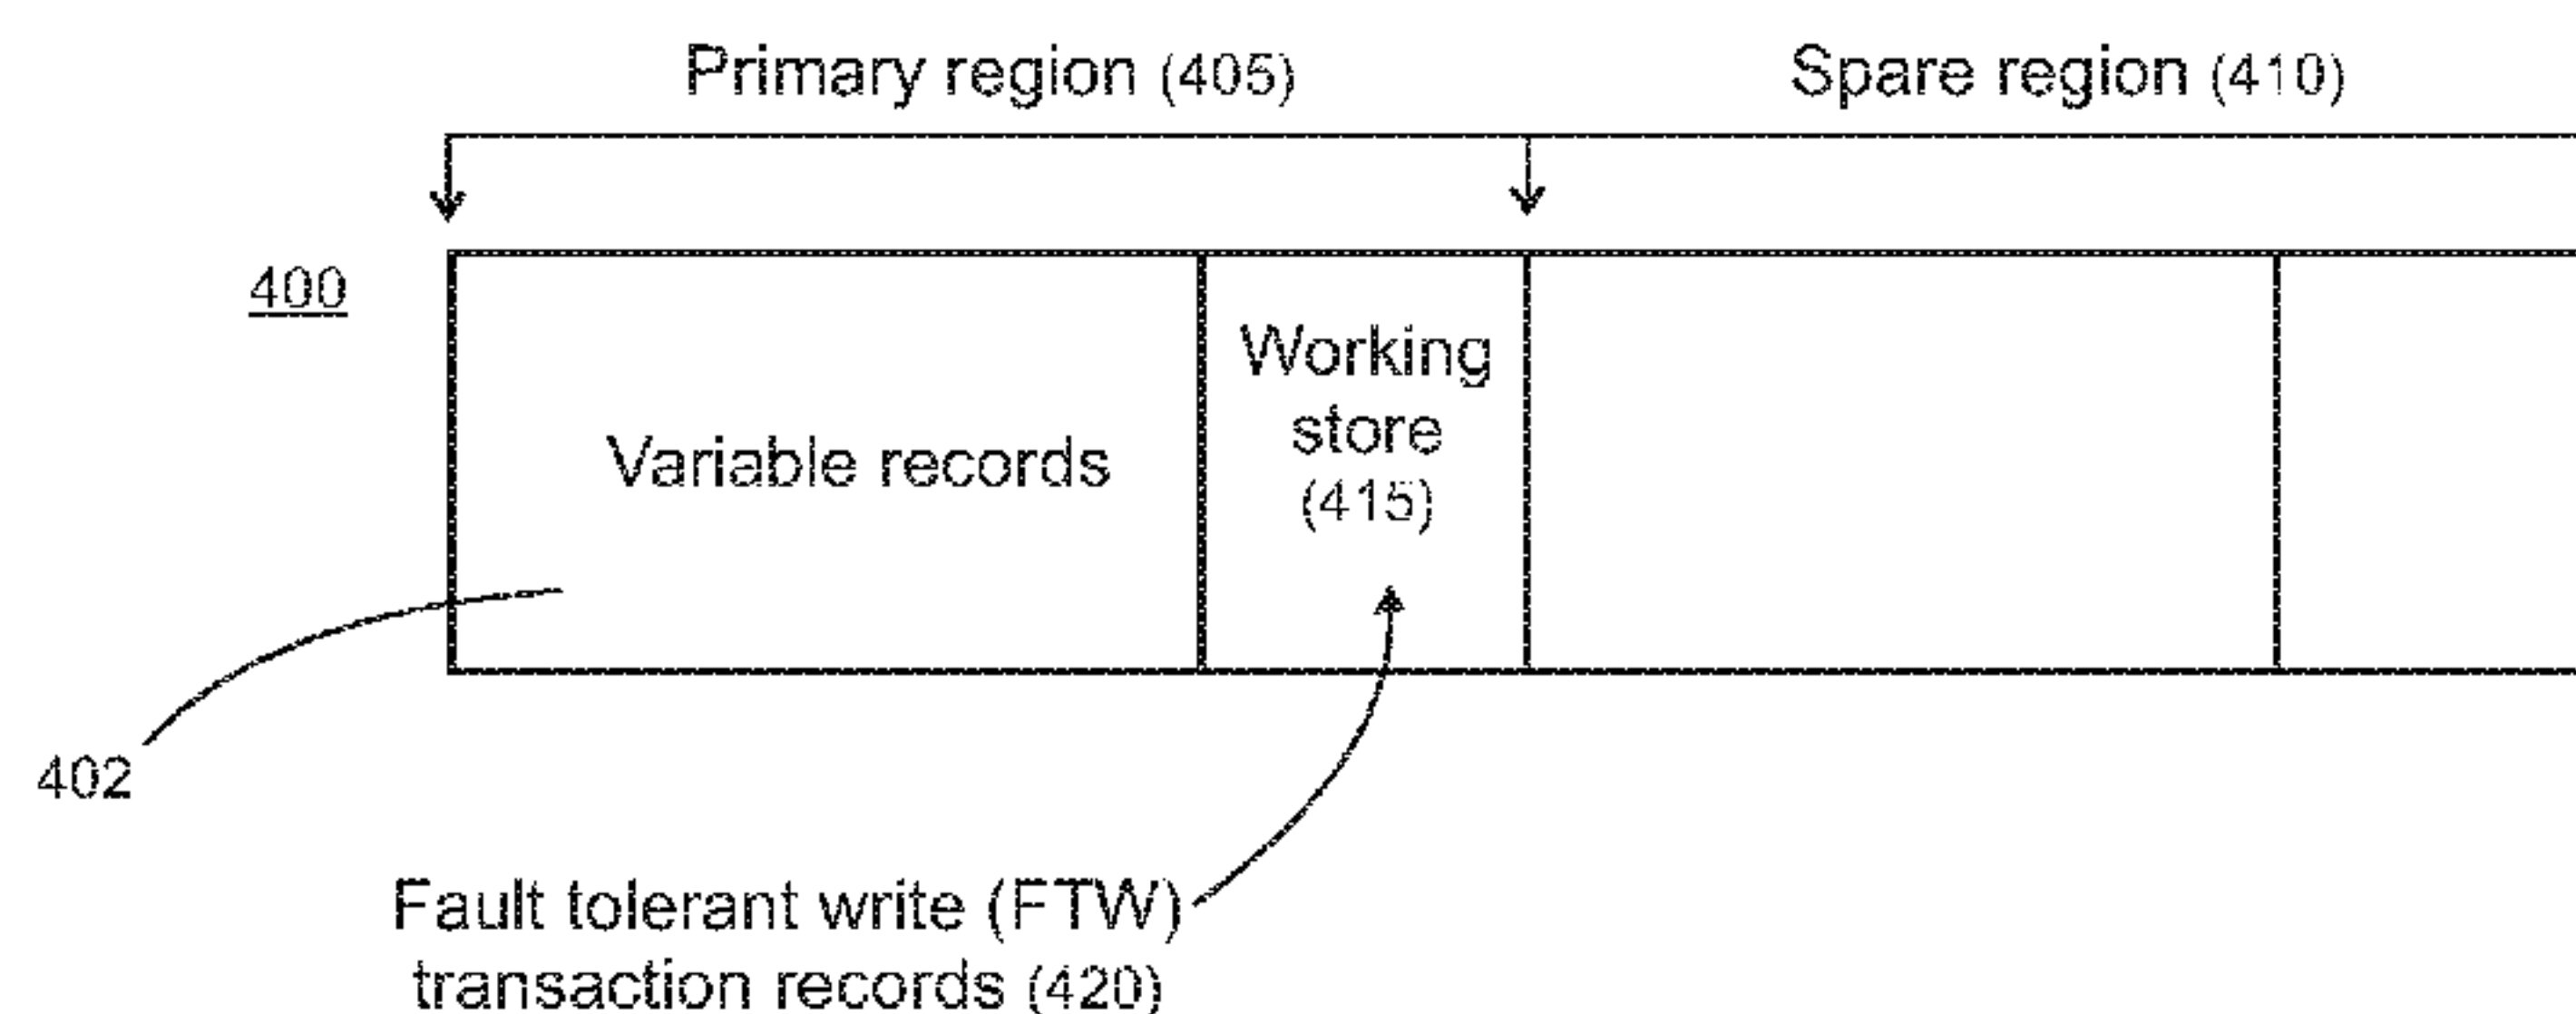 Primary region (405)
Spare region (410)
400
Variable records
Working
store
(415)
402
Fault tolerant write (FTW)
transaction records (420)